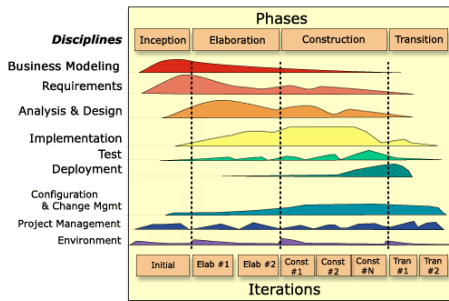 Phases
Disciplines
Inception Elaboration Construction Transition
Business Modeling
Requirements
Analysis & Design
Implementation
Test
Deployment
Configuration
& Change Mgmt
Project Management
Environment
Initial Elab #1 Elab #2 Const #1 Const #2 Const #N Tran #1 Tran #2
Iterations